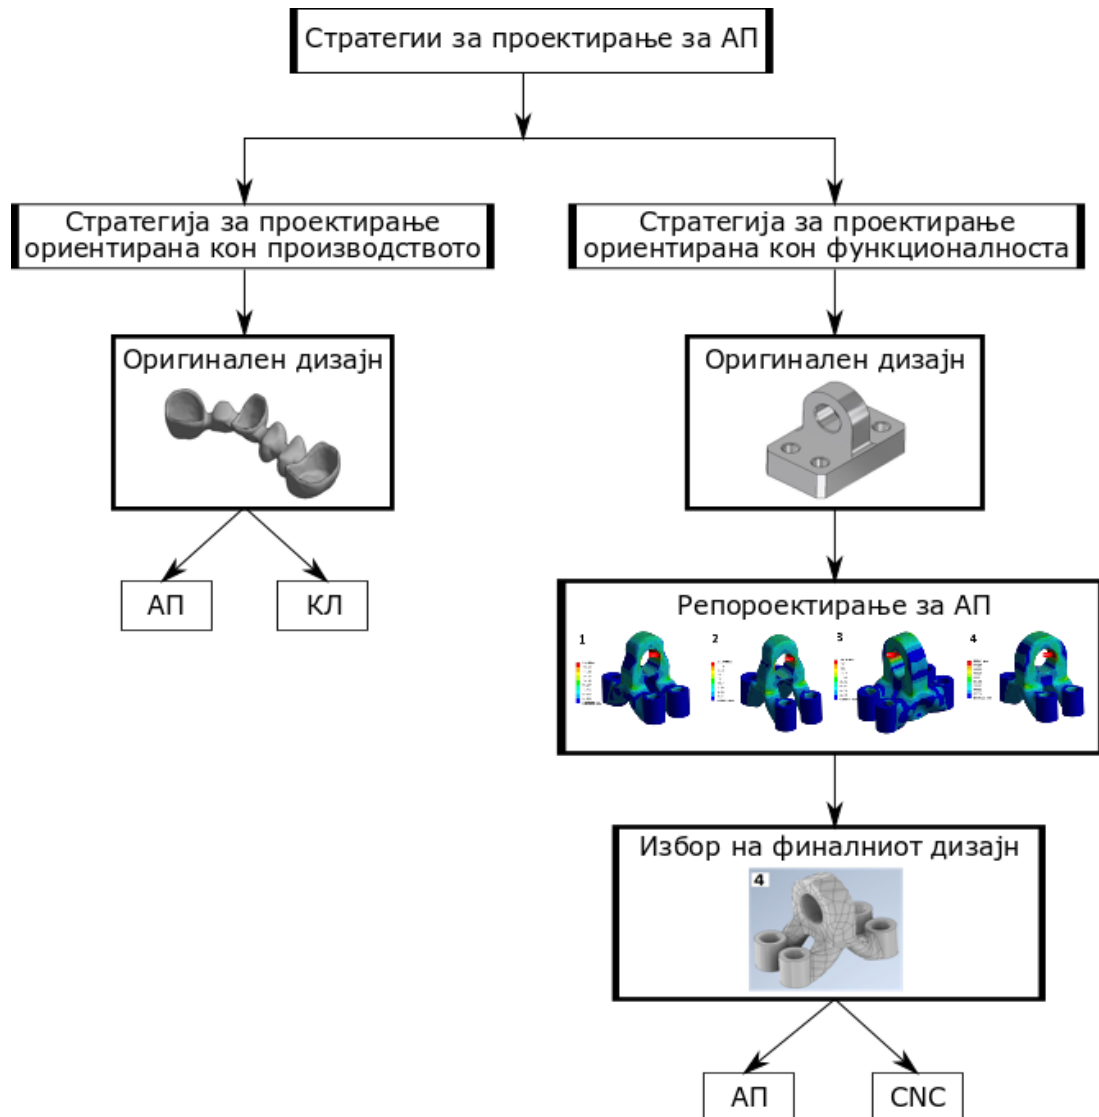 Стратегии за проектирање за АП
Стратегија за проектирање
ориентирана кон производството
Стратегија за проектирање
ориентирана кон функционалноста
Оригинален дизајн
Оригинален дизајн
АП
КЛ
Репороектирање за АП
1
2
3
4
Избор на финалниот дизајн
4
АП
CNC